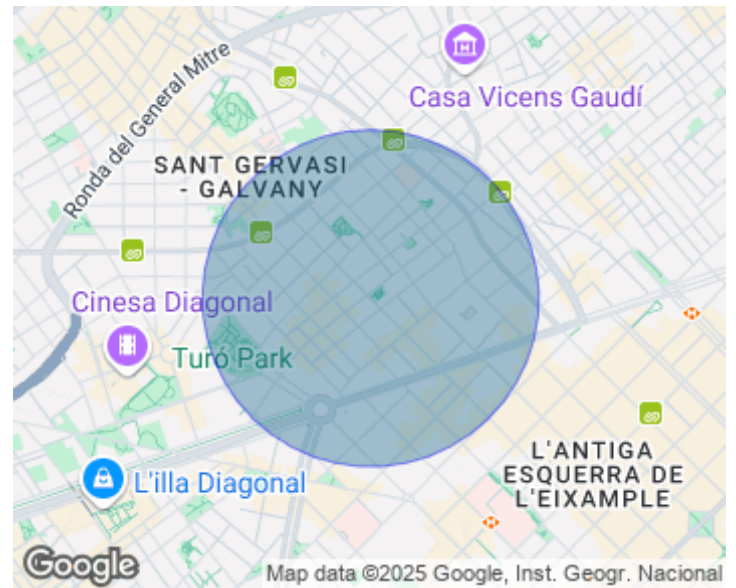 Ronda del General Mitre
Casa Vicens Gaudí
SANT GERVASI
- GALVANY
Cinesa Diagonal
Turó Park
L'illa Diagonal
L'ANTIGA
ESQUERRA DE
L'EIXAMPLE
Google
Map data ©2025 Google, Inst. Geogr. Nacional